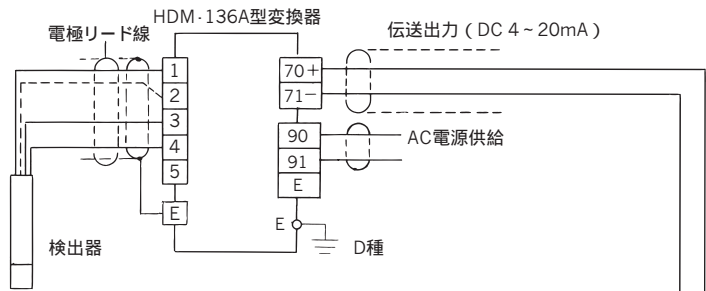 HDM-136A型変換器
電極リード線
伝送出力(DC 4~20mA)
1
2
3
4
5
E
70+
71−
90
91
E
AC電源供給
E
D種
検出器